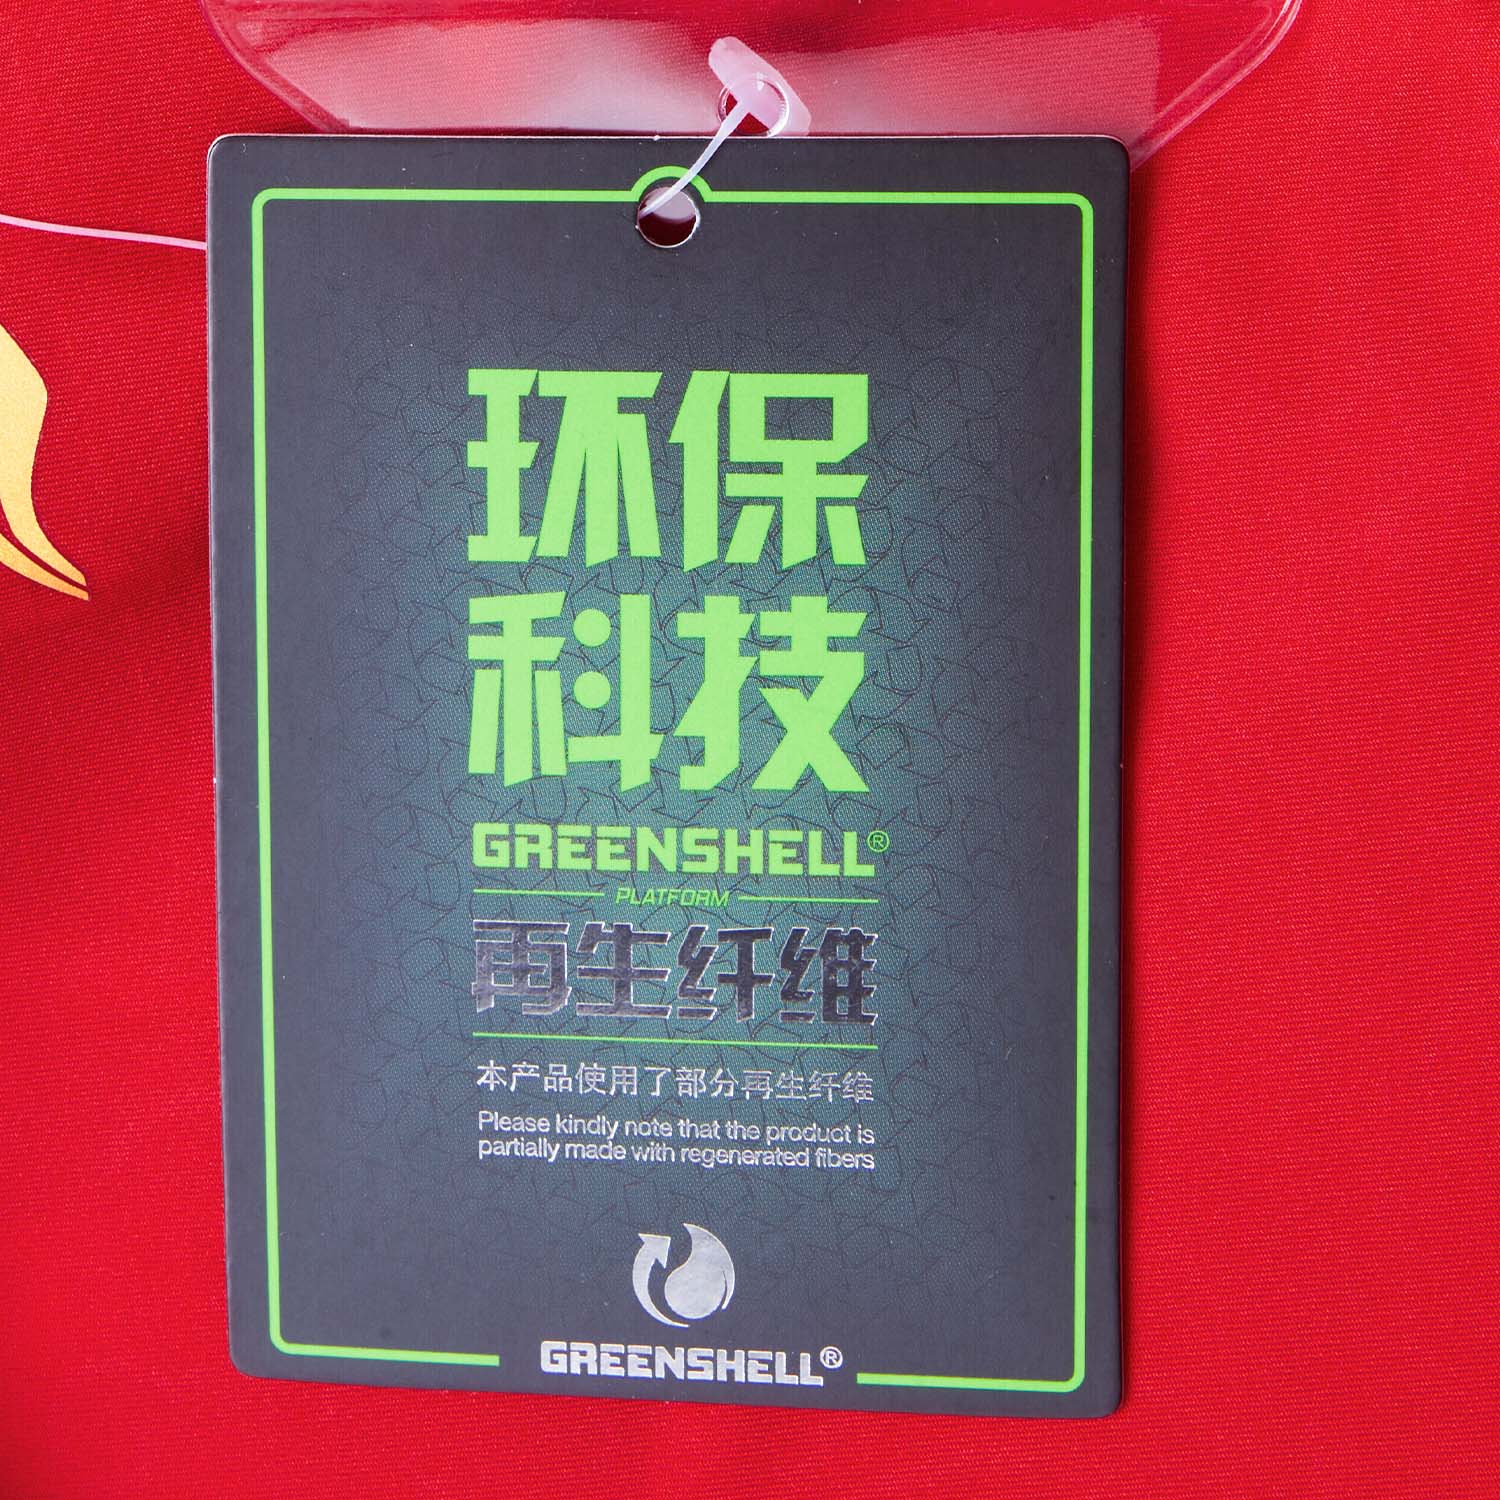 环保
科技
GREENSHELL®
PLATFORM
再生纤维
本产品使用了部分再生纤维
Please kindly note that the product is
partially made with regenerated fibers
GREENSHELL®